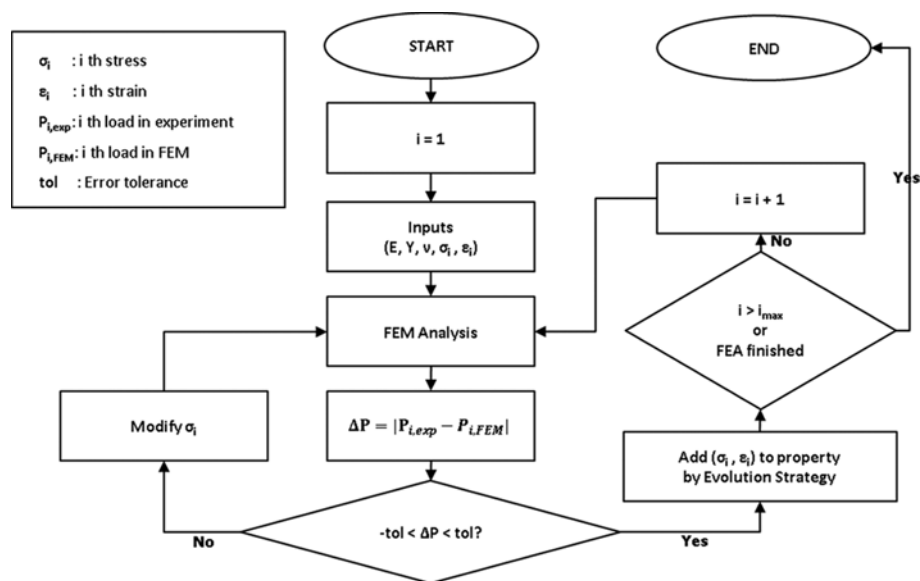 σᵢ : i th stress
εᵢ : i th strain
Pᵢ,ₑₓₚ: i th load in experiment
Pᵢ,FEM: i th load in FEM
tol : Error tolerance
START
i = 1
Inputs
(E, Y, ν, σᵢ, εᵢ)
FEM Analysis
ΔP = |Pᵢ,ₑₓₚ − Pᵢ,FEM|
-tol < ΔP < tol?
No
Modify σᵢ
Yes
Add (σᵢ, εᵢ) to property
by Evolution Strategy
i > iₘₐₓ
or
FEA finished
No
i = i + 1
Yes
END